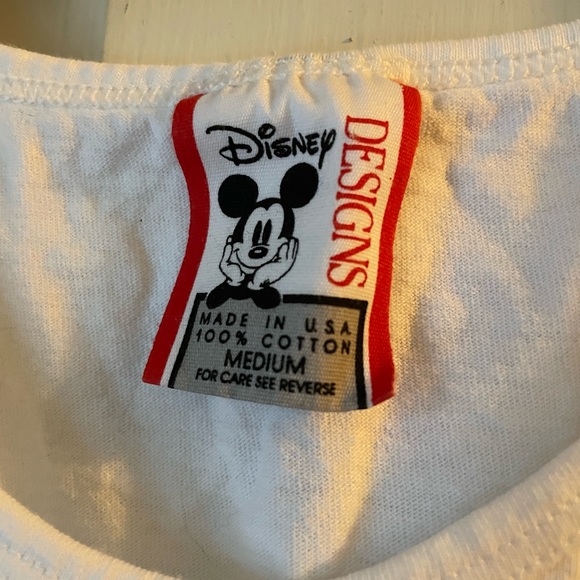 Disney
DESIGNS
MADE IN U.S.A.
100% COTTON
MEDIUM
FOR CARE SEE REVERSE